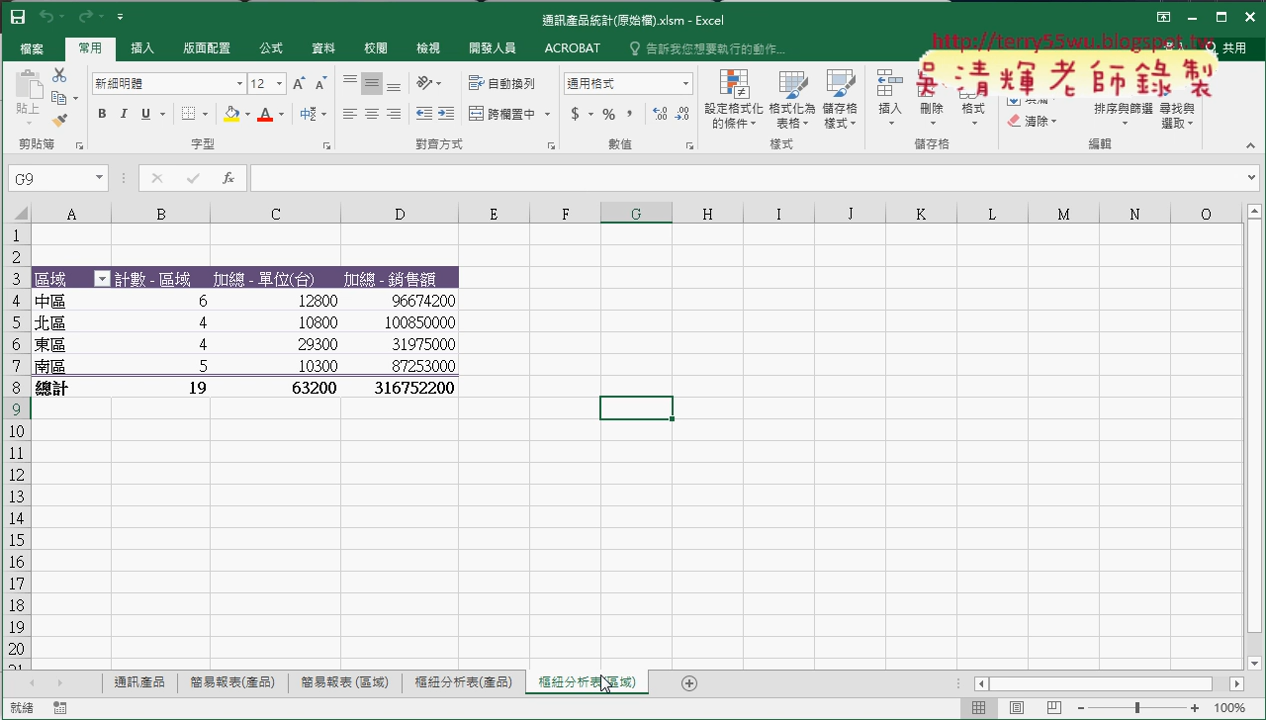 通訊產品統計(原始檔).xlsm - Excel
http://terry55wu.blogspot.tw
吳清輝老師錄製
檔案 常用 插入 版面配置 公式 資料 校閱 檢視 開發人員 ACROBAT 告訴我您想要執行的動作... 共用
貼上 新細明體 12 自動換列 通用格式
B I U 跨欄置中 $ % ,
設定格式化的條件 格式化為表格 儲存格樣式 插入 刪除 格式 清除 排序與篩選 尋找與選取
剪貼簿 字型 對齊方式 數值 樣式 儲存格 編輯
G9 fx
A B C D E F G H I J K L M N O
1
2
3 區域 計數 - 區域 加總 - 單位(台) 加總 - 銷售額
4 中區 6 12800 96674200
5 北區 4 10800 100850000
6 東區 4 29300 31975000
7 南區 5 10300 87253000
8 總計 19 63200 316752200
9
10
11
12
13
14
15
16
17
18
19
20
21
通訊產品 簡易報表(產品) 簡易報表 (區域) 樞紐分析表(產品) 樞紐分析表(區域)
就緒 100%